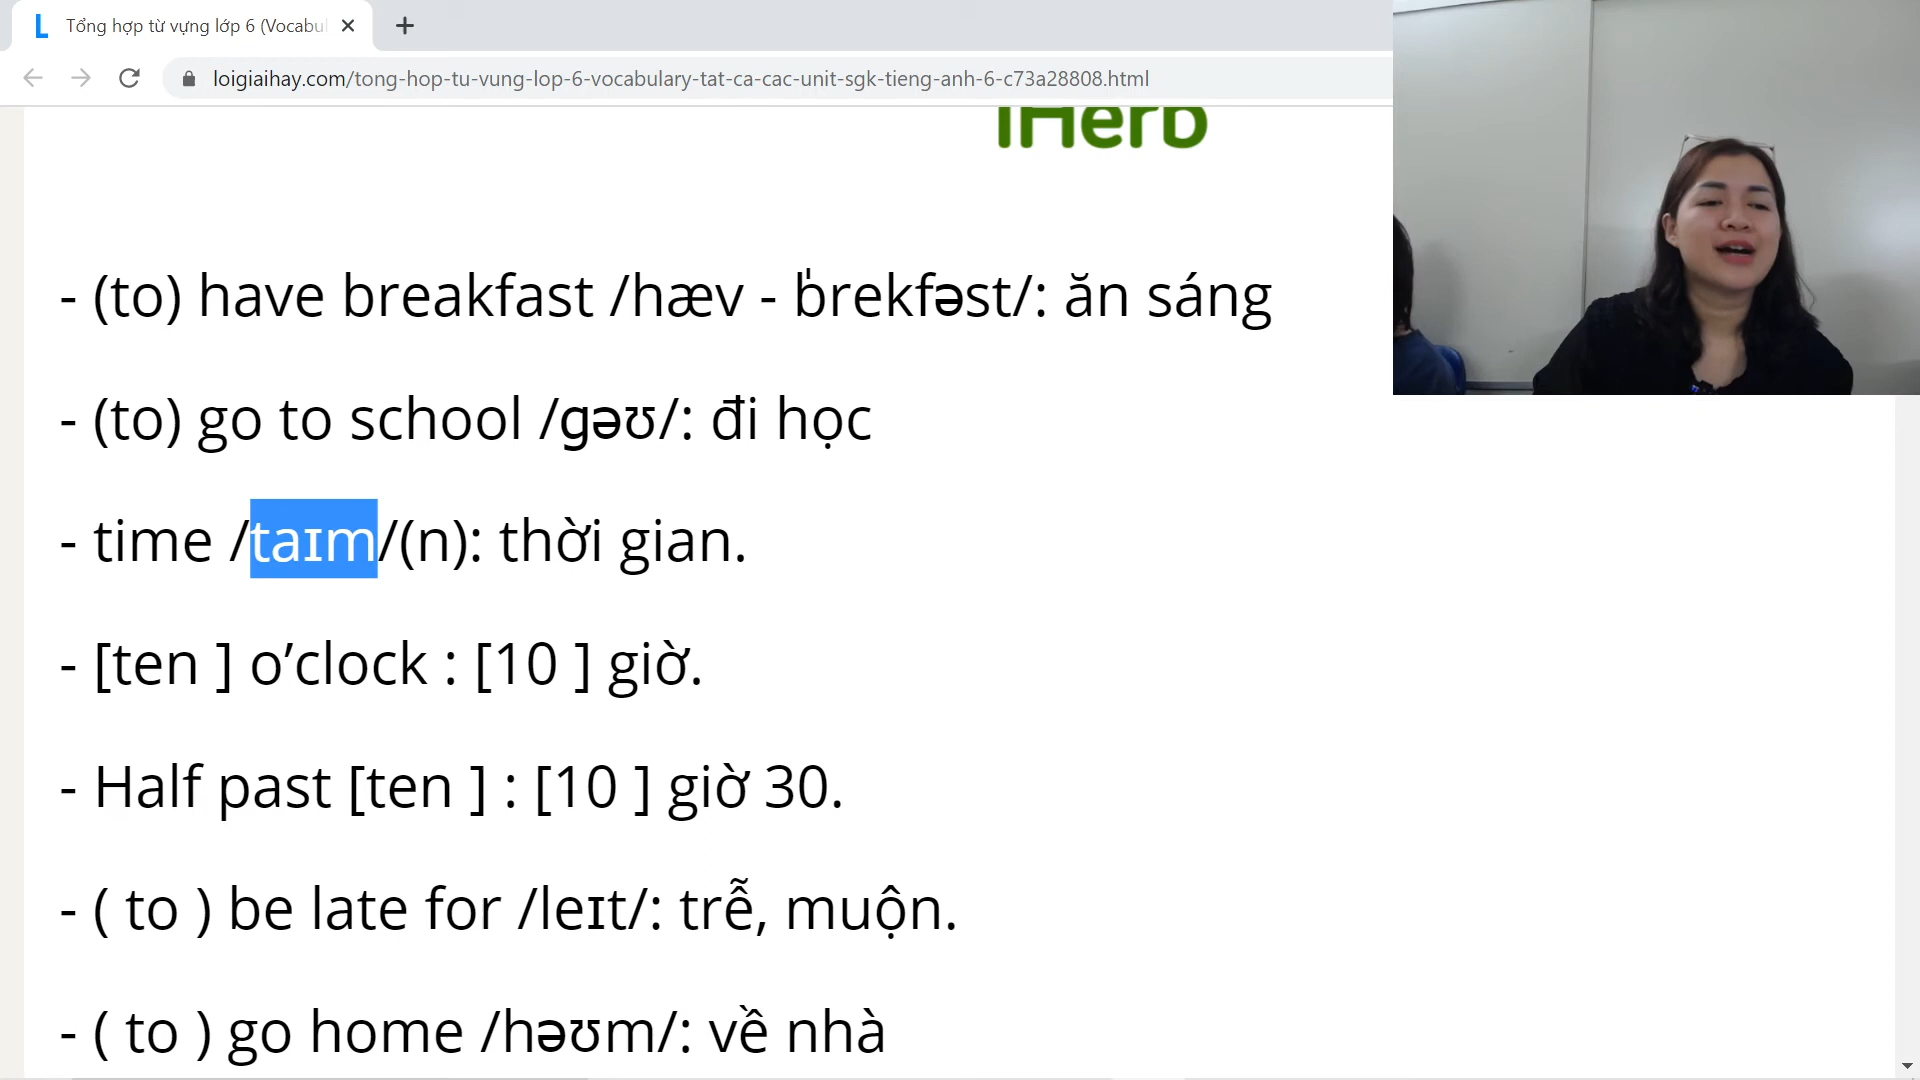 Tổng hợp từ vựng lớp 6 (Vocabul
loigiaihay.com/tong-hop-tu-vung-lop-6-vocabulary-tat-ca-cac-unit-sgk-tieng-anh-6-c73a28808.html
iHerb
- (to) have breakfast /hæv - ˈbrekfəst/: ăn sáng
- (to) go to school /ɡəʊ/: đi học
- time /taɪm/(n): thời gian.
- [ten ] o’clock : [10 ] giờ.
- Half past [ten ] : [10 ] giờ 30.
- ( to ) be late for /leɪt/: trễ, muộn.
- ( to ) go home /həʊm/: về nhà